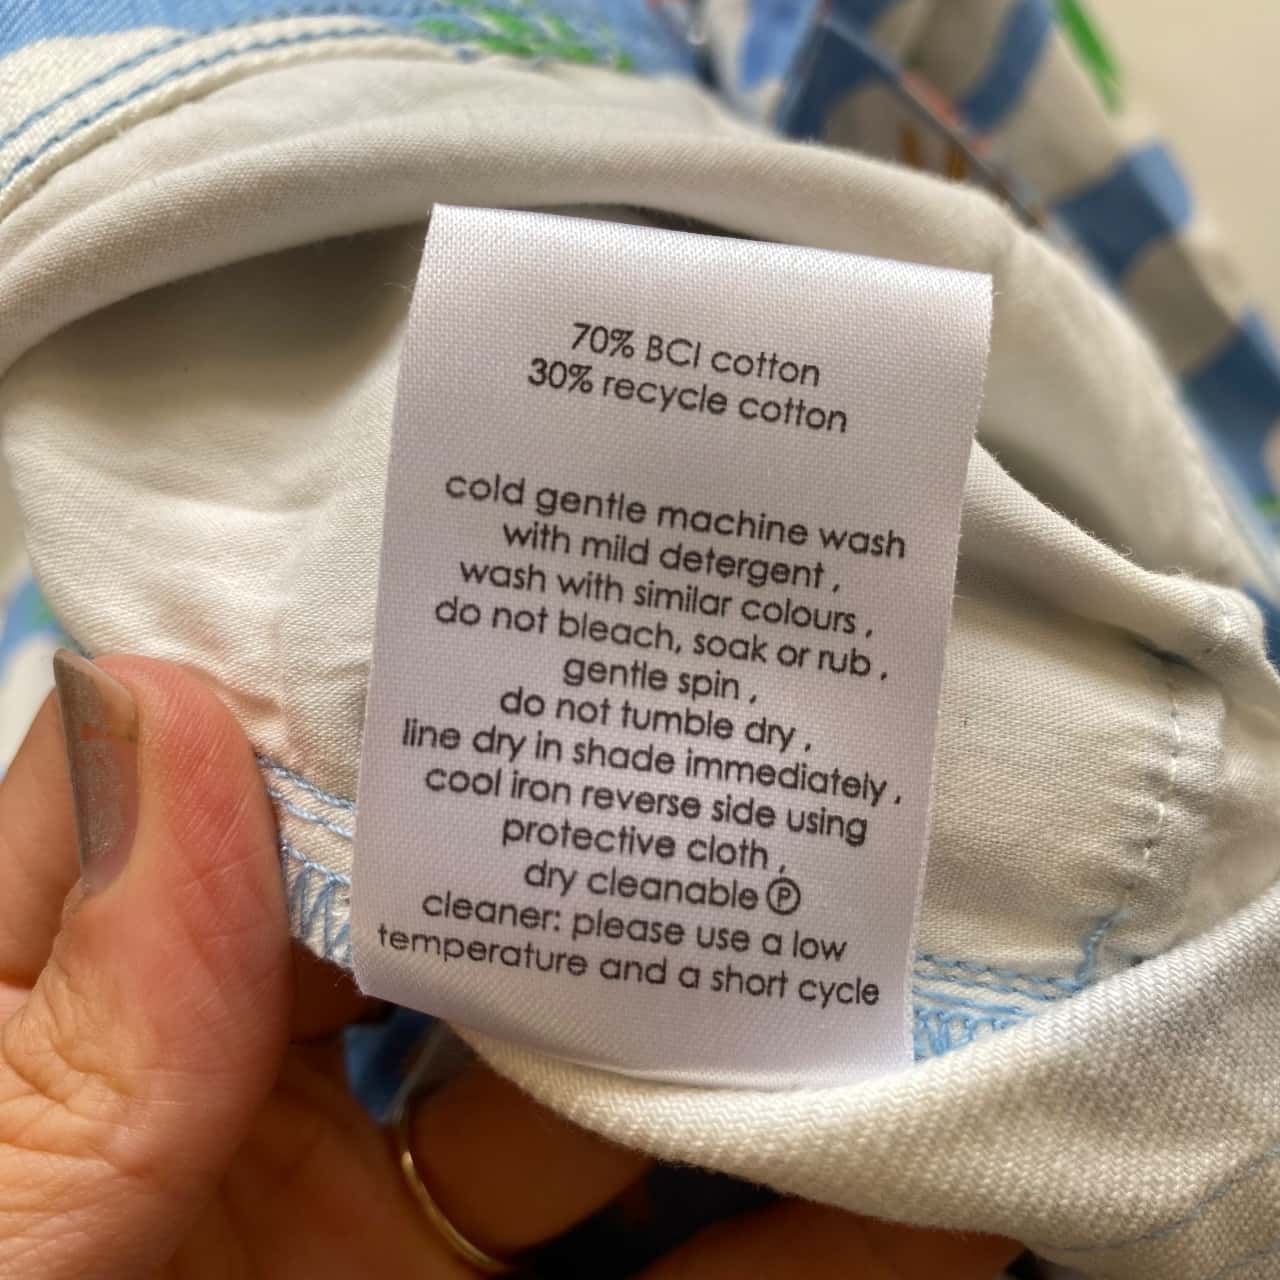 70% BCI cotton
30% recycle cotton
cold gentle machine wash
with mild detergent ,
wash with similar colours ,
do not bleach, soak or rub ,
gentle spin ,
do not tumble dry ,
line dry in shade immediately ,
cool iron reverse side using
protective cloth ,
dry cleanable Ⓟ
cleaner: please use a low
temperature and a short cycle